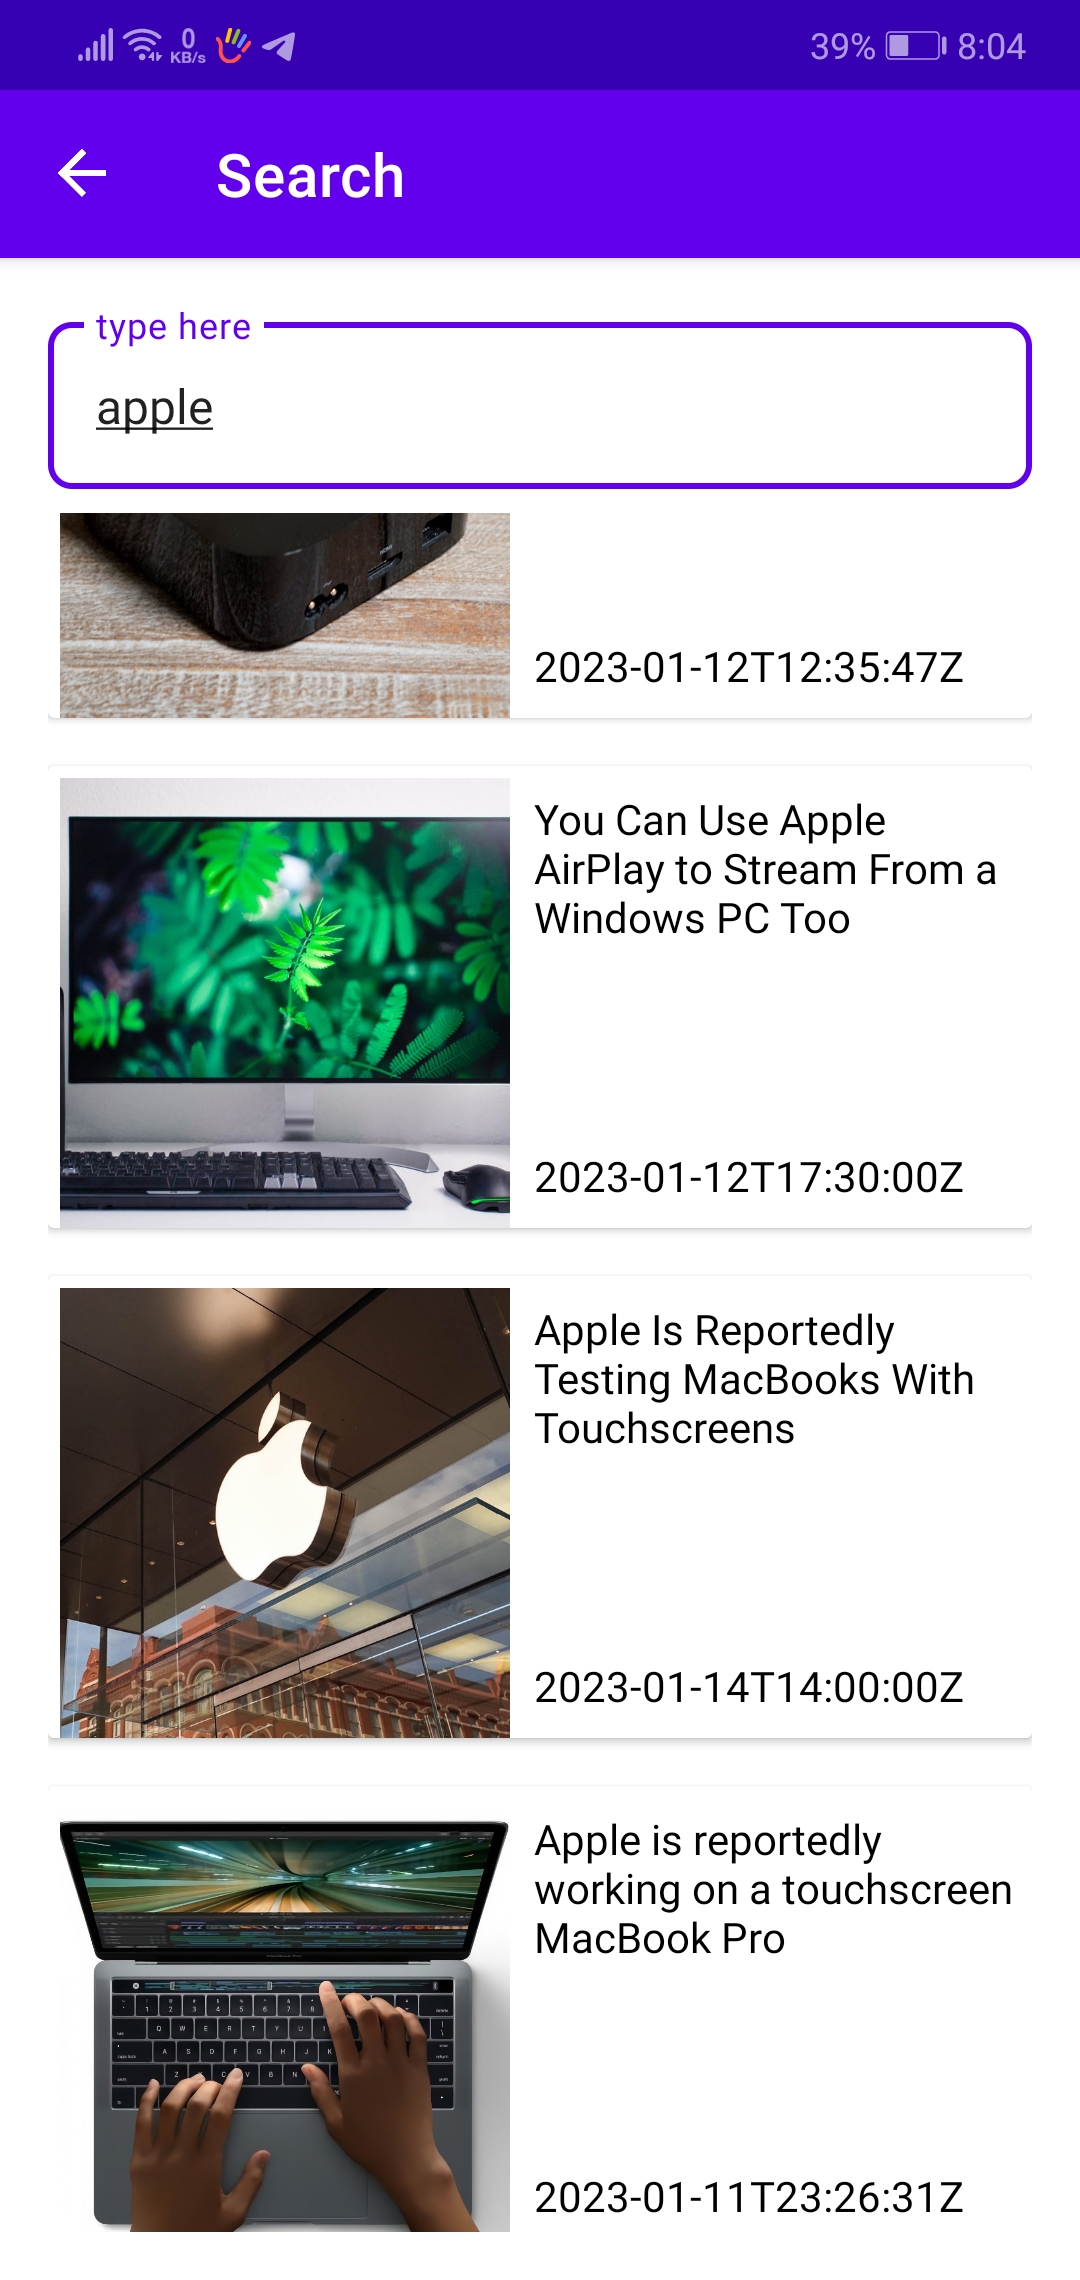 0
KB/s
39%
8:04
Search
type here
apple
2023-01-12T12:35:47Z
You Can Use Apple
AirPlay to Stream From a
Windows PC Too
2023-01-12T17:30:00Z
Apple Is Reportedly
Testing MacBooks With
Touchscreens
2023-01-14T14:00:00Z
Apple is reportedly
working on a touchscreen
MacBook Pro
2023-01-11T23:26:31Z